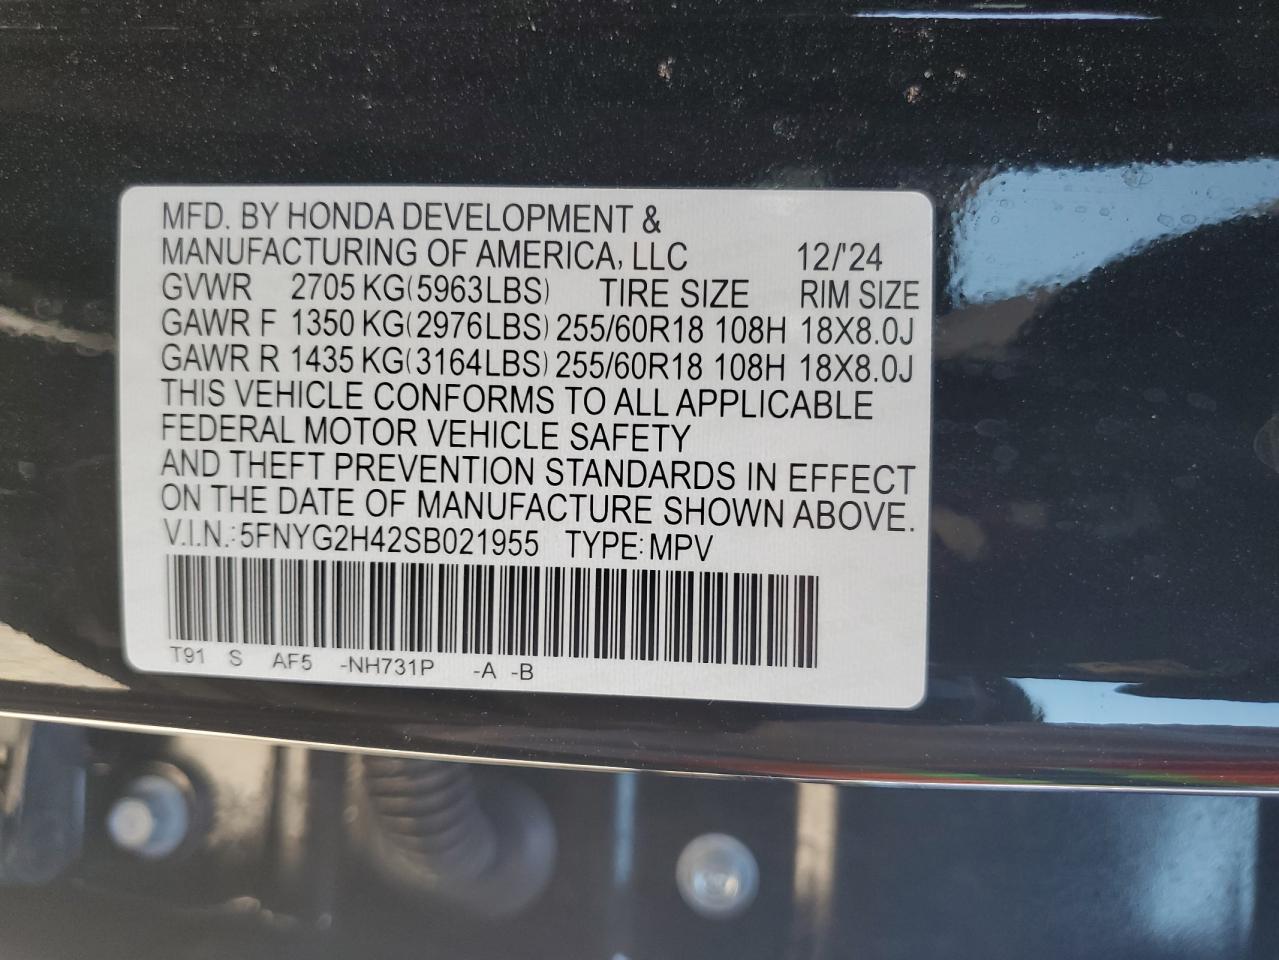 MFD. BY HONDA DEVELOPMENT &
MANUFACTURING OF AMERICA, LLC 12/'24
GVWR 2705 KG(5963LBS) TIRE SIZE RIM SIZE
GAWR F 1350 KG(2976LBS) 255/60R18 108H 18X8.0J
GAWR R 1435 KG(3164LBS) 255/60R18 108H 18X8.0J
THIS VEHICLE CONFORMS TO ALL APPLICABLE
FEDERAL MOTOR VEHICLE SAFETY
AND THEFT PREVENTION STANDARDS IN EFFECT
ON THE DATE OF MANUFACTURE SHOWN ABOVE.
V.I.N.:5FNYG2H42SB021955 TYPE:MPV
T91 S AF5 -NH731P -A -B